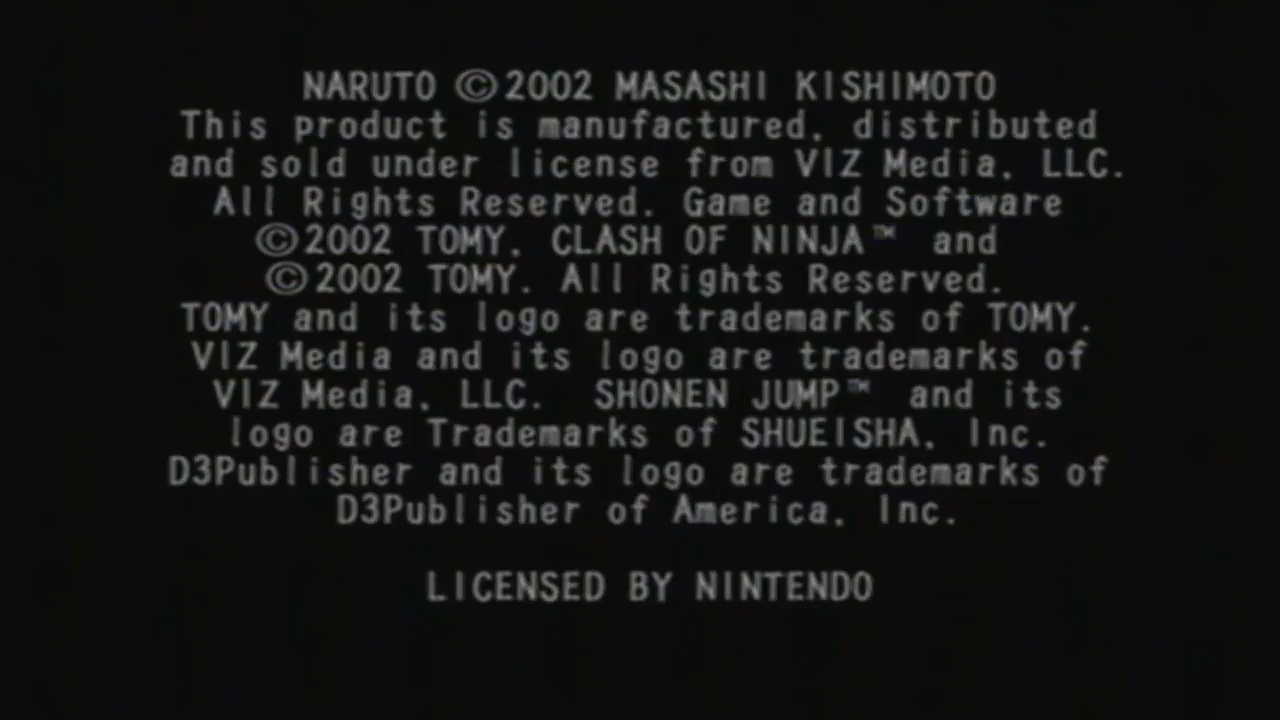 NARUTO ©2002 MASASHI KISHIMOTO
This product is manufactured, distributed
and sold under license from VIZ Media, LLC.
All Rights Reserved. Game and Software
©2002 TOMY. CLASH OF NINJA™ and
©2002 TOMY. All Rights Reserved.
TOMY and its logo are trademarks of TOMY.
VIZ Media and its logo are trademarks of
VIZ Media, LLC. SHONEN JUMP™ and its
logo are Trademarks of SHUEISHA, Inc.
D3Publisher and its logo are trademarks of
D3Publisher of America, Inc.
LICENSED BY NINTENDO